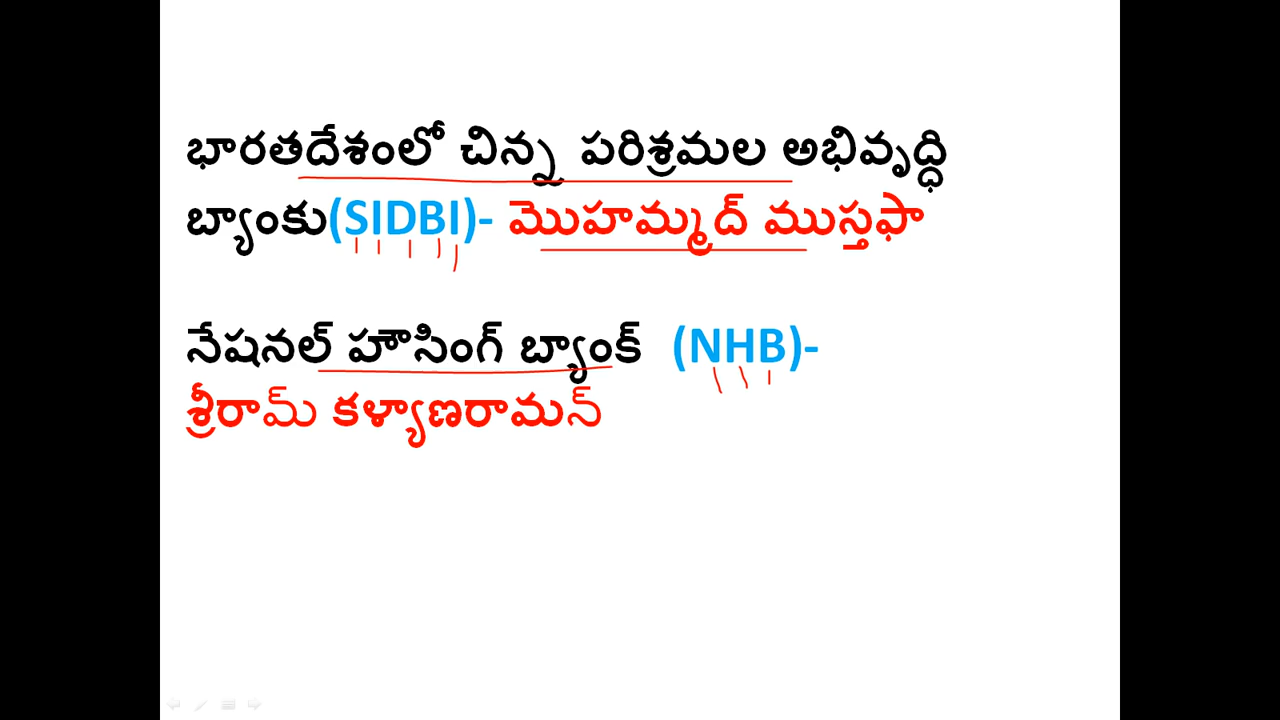 భారతదేశంలో చిన్న పరిశ్రమల అభివృద్ధి
బ్యాంకు(SIDBI)- మొహమ్మద్ ముస్తఫా
నేషనల్ హౌసింగ్ బ్యాంక్ (NHB)-
శ్రీరామ్ కళ్యాణరామన్